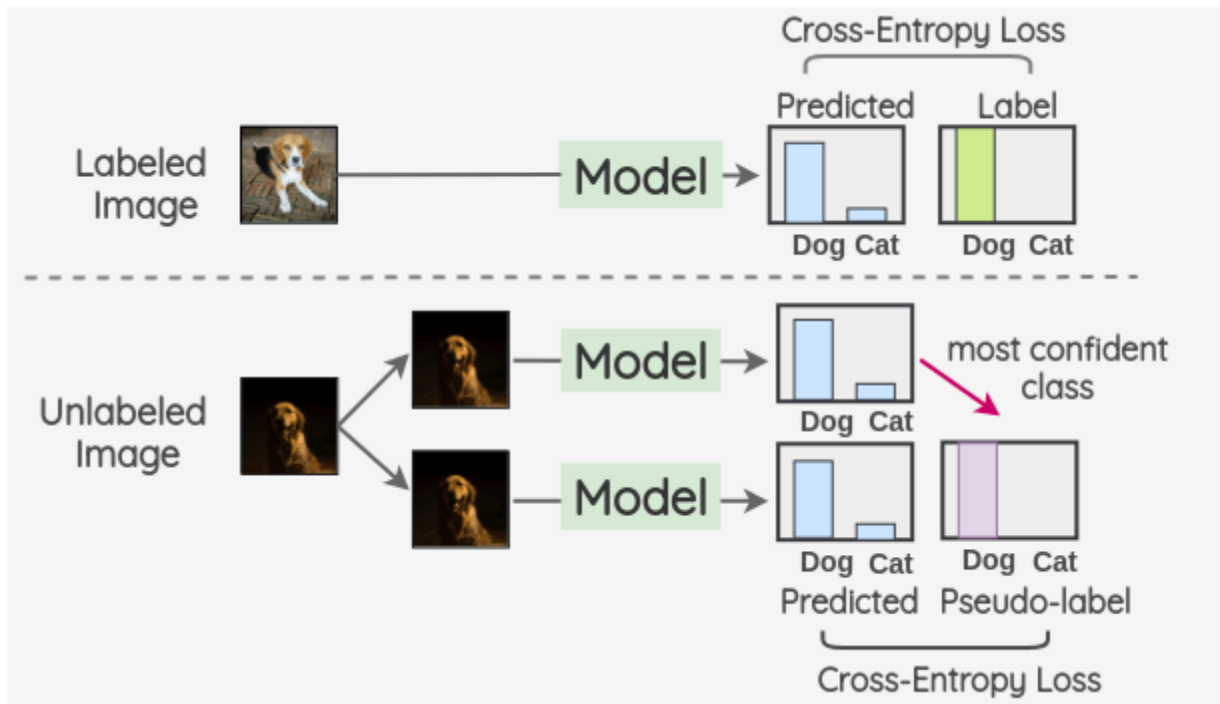 Cross-Entropy Loss
Predicted Label
Labeled
Image
Model
Dog Cat Dog Cat
Unlabeled
Image
Model
most confident
class
Dog Cat
Model
Dog Cat Dog Cat
Predicted Pseudo-label
Cross-Entropy Loss